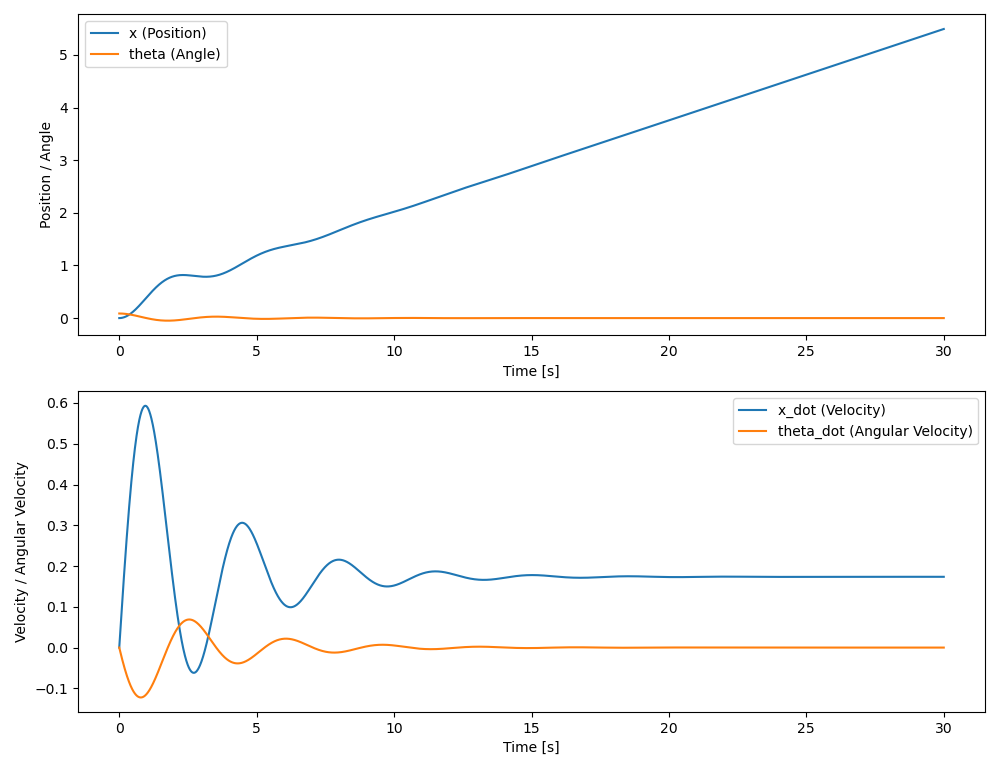 x (Position)
theta (Angle)
5
4
3
2
1
0
Position / Angle
0 5 10 15 20 25 30
Time [s]
x_dot (Velocity)
theta_dot (Angular Velocity)
0.6
0.5
0.4
0.3
0.2
0.1
0.0
−0.1
Velocity / Angular Velocity
0 5 10 15 20 25 30
Time [s]